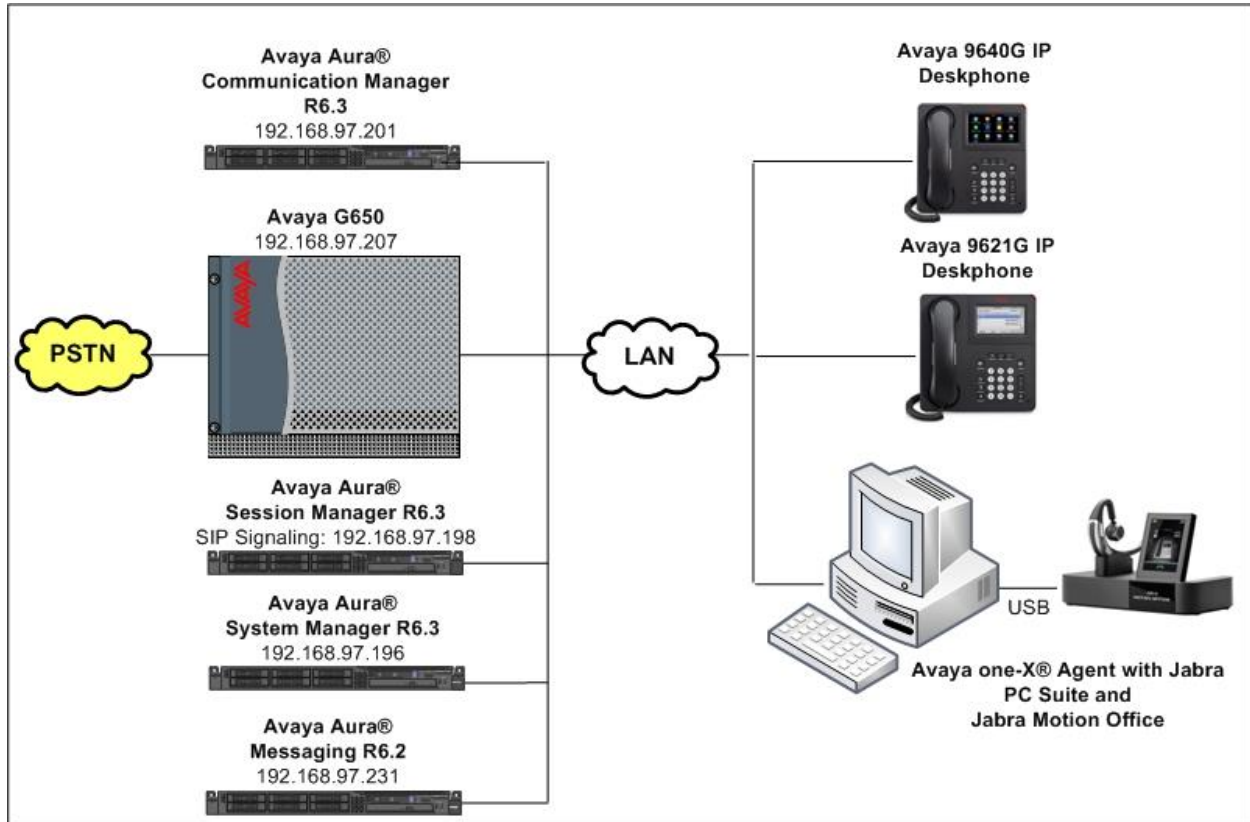 Avaya Aura®
Communication Manager
R6.3
192.168.97.201
Avaya G650
192.168.97.207
AVAYA
PSTN
Avaya Aura®
Session Manager R6.3
SIP Signaling: 192.168.97.198
Avaya Aura®
System Manager R6.3
192.168.97.196
Avaya Aura®
Messaging R6.2
192.168.97.231
LAN
Avaya 9640G IP
Deskphone
Avaya 9621G IP
Deskphone
USB
Avaya one-X® Agent with Jabra
PC Suite and
Jabra Motion Office